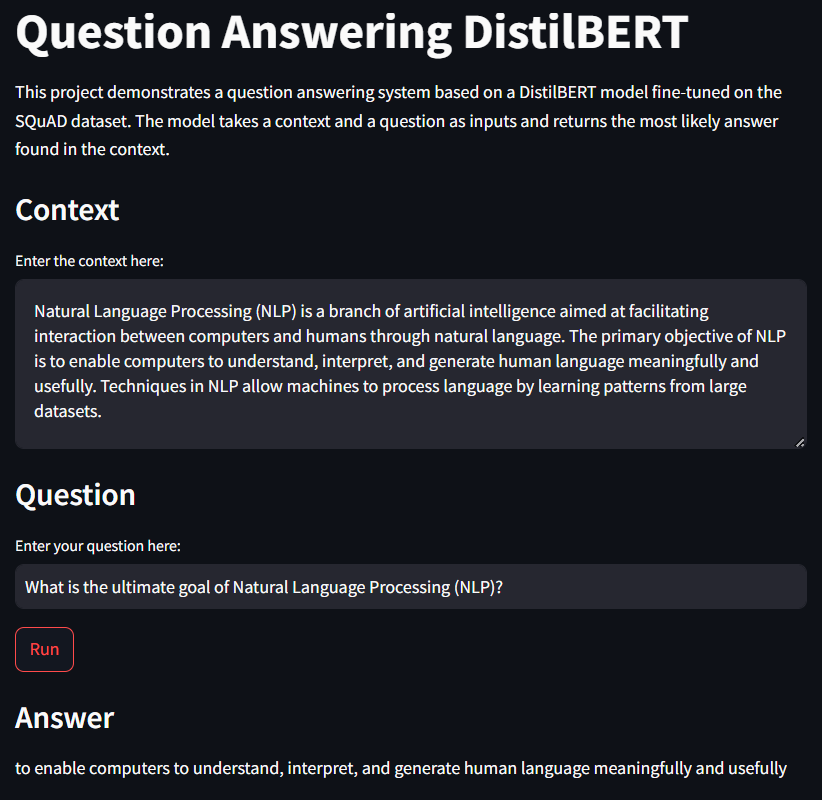 Question Answering DistilBERT
This project demonstrates a question answering system based on a DistilBERT model fine-tuned on the
SQuAD dataset. The model takes a context and a question as inputs and returns the most likely answer
found in the context.
Context
Enter the context here:
Natural Language Processing (NLP) is a branch of artificial intelligence aimed at facilitating
interaction between computers and humans through natural language. The primary objective of NLP
is to enable computers to understand, interpret, and generate human language meaningfully and
usefully. Techniques in NLP allow machines to process language by learning patterns from large
datasets.
Question
Enter your question here:
What is the ultimate goal of Natural Language Processing (NLP)?
Run
Answer
to enable computers to understand, interpret, and generate human language meaningfully and usefully